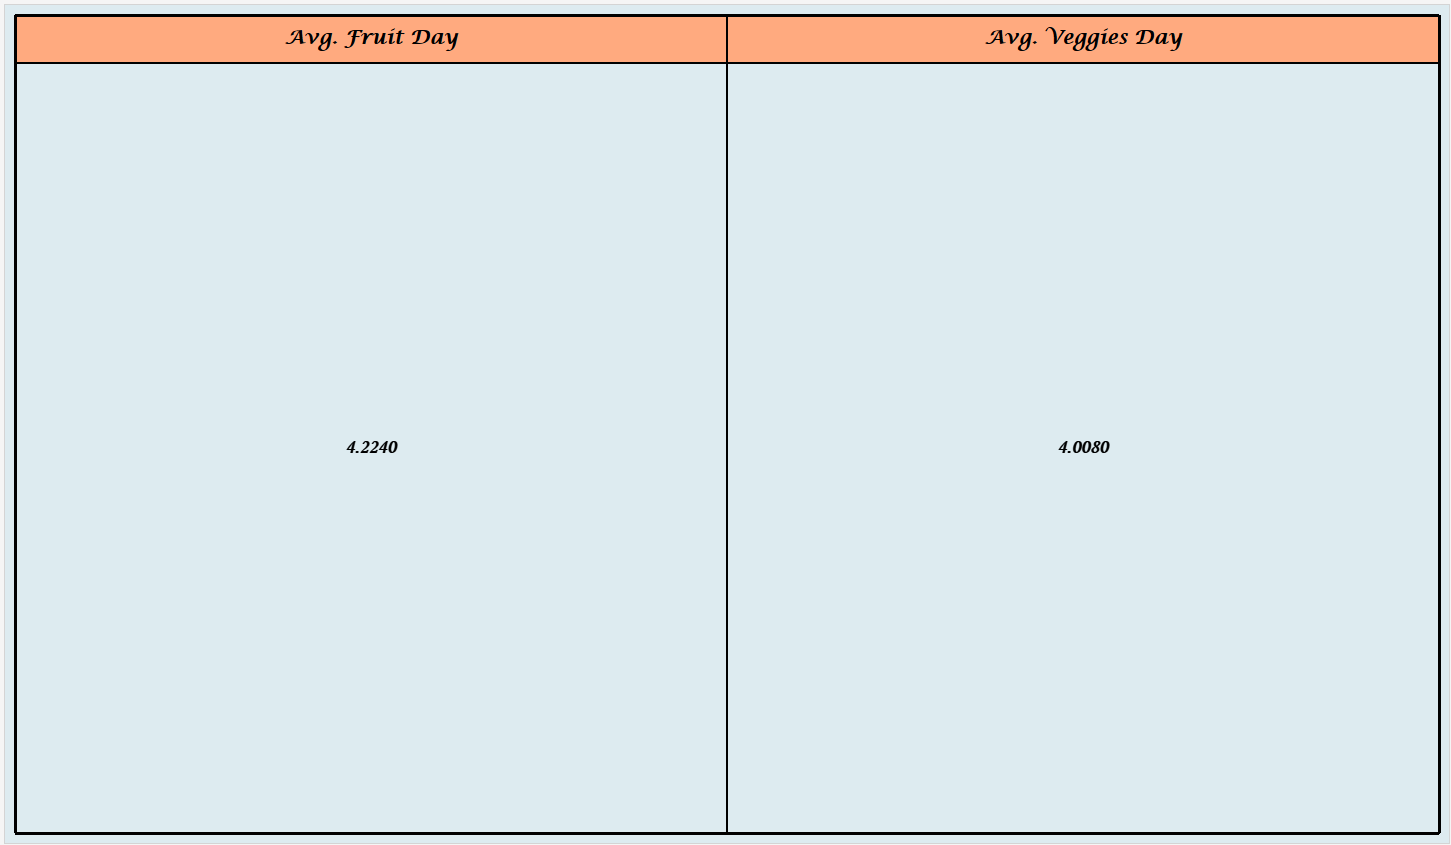 Avg. Fruit Day
Avg. Veggies Day
4.2240
4.0080